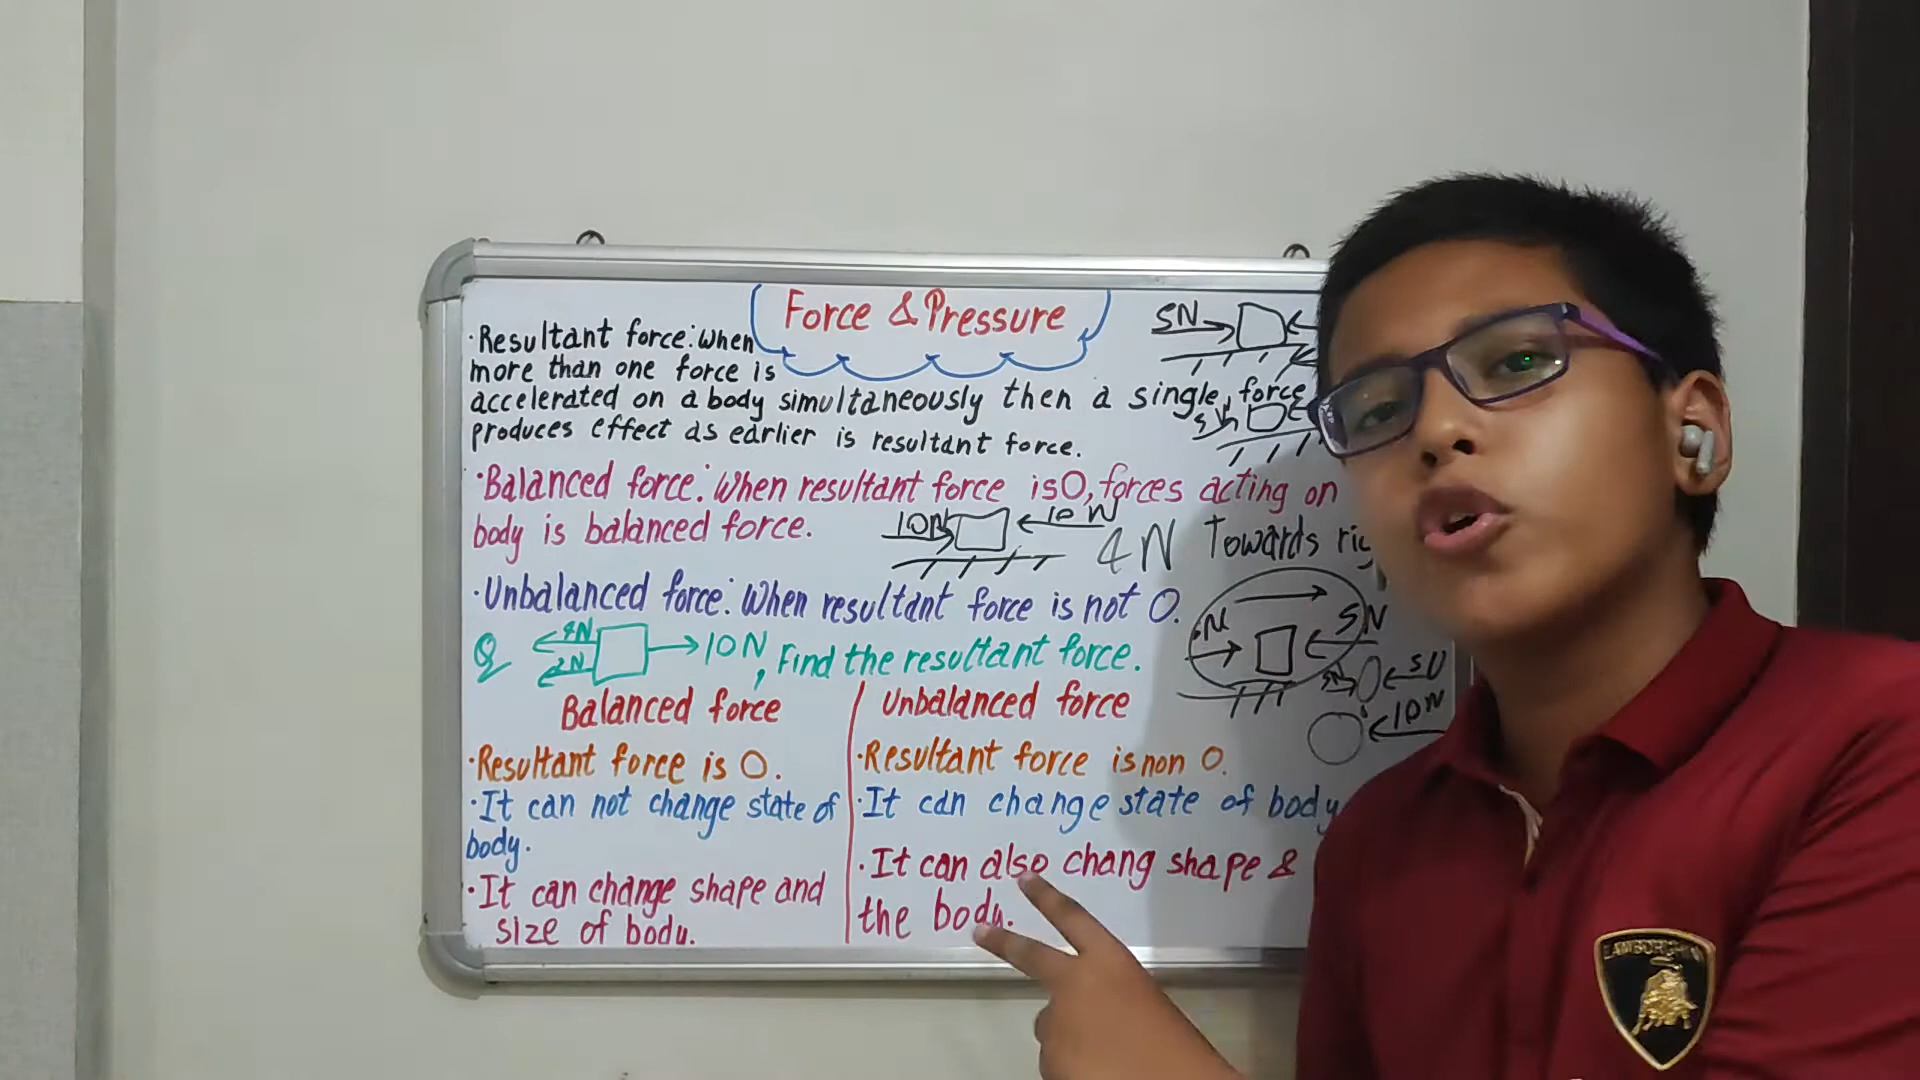 Force & Pressure
·Resultant force: When
more than one force is
accelerated on a body simultaneously then a single force
produces effect as earlier is resultant force.
5N
·Balanced force: When resultant force is 0, forces acting on
body is balanced force.
10N
10N
4N Towards
·Unbalanced force: When resultant force is not 0.
Q
4N
2N
10N, Find the resultant force.
5N
10N
Balanced force
Unbalanced force
·Resultant force is 0.
·Resultant force is non 0.
·It can not change state of
body.
·It can change state of body
·It can change shape and
size of body.
·It can also chang shape &
the body.